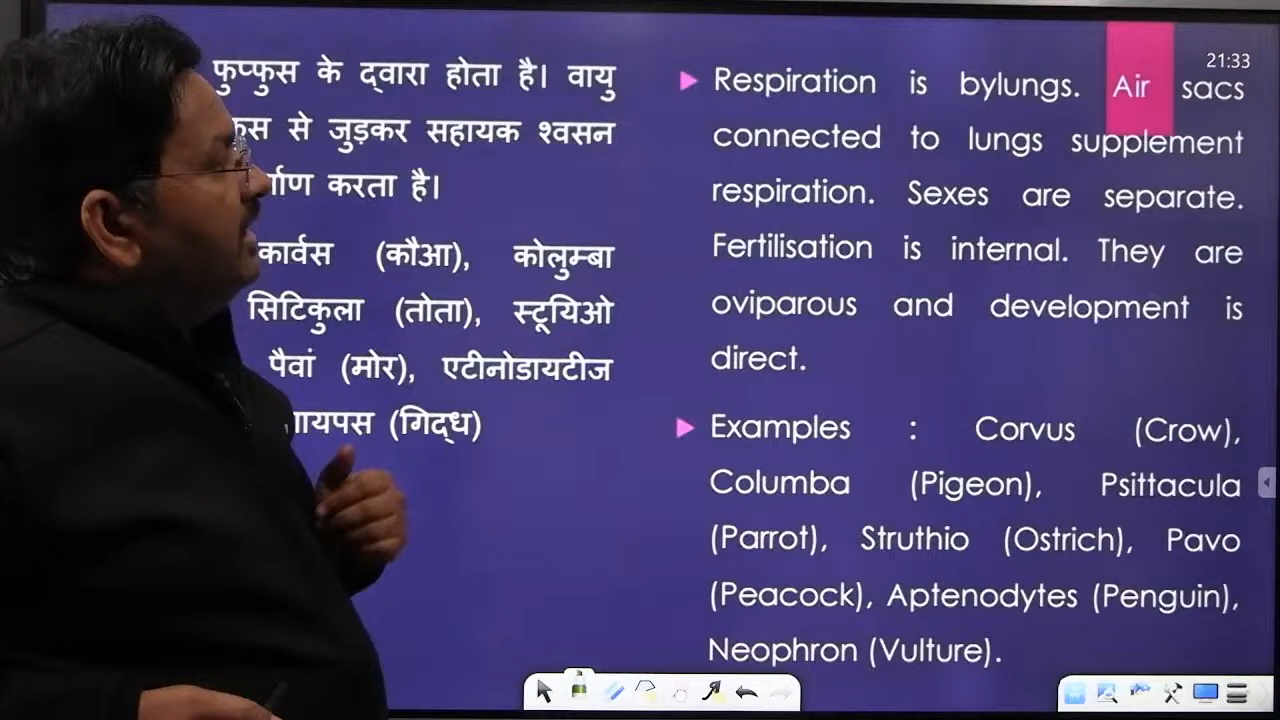 फुप्फुस के द्वारा होता है। वायु
से जुड़कर सहायक श्वसन
करता है।
कार्वस (कौआ), कोलुम्बा
सिटिकुला (तोता), स्टूयिओ
पैवां (मोर), एटीनोडायटीज
(गिद्ध)
21:33
Respiration is bylungs. Air sacs
connected to lungs supplement
respiration. Sexes are separate.
Fertilisation is internal. They are
oviparous and development is
direct.
Examples : Corvus (Crow),
Columba (Pigeon), Psittacula
(Parrot), Struthio (Ostrich), Pavo
(Peacock), Aptenodytes (Penguin),
Neophron (Vulture).